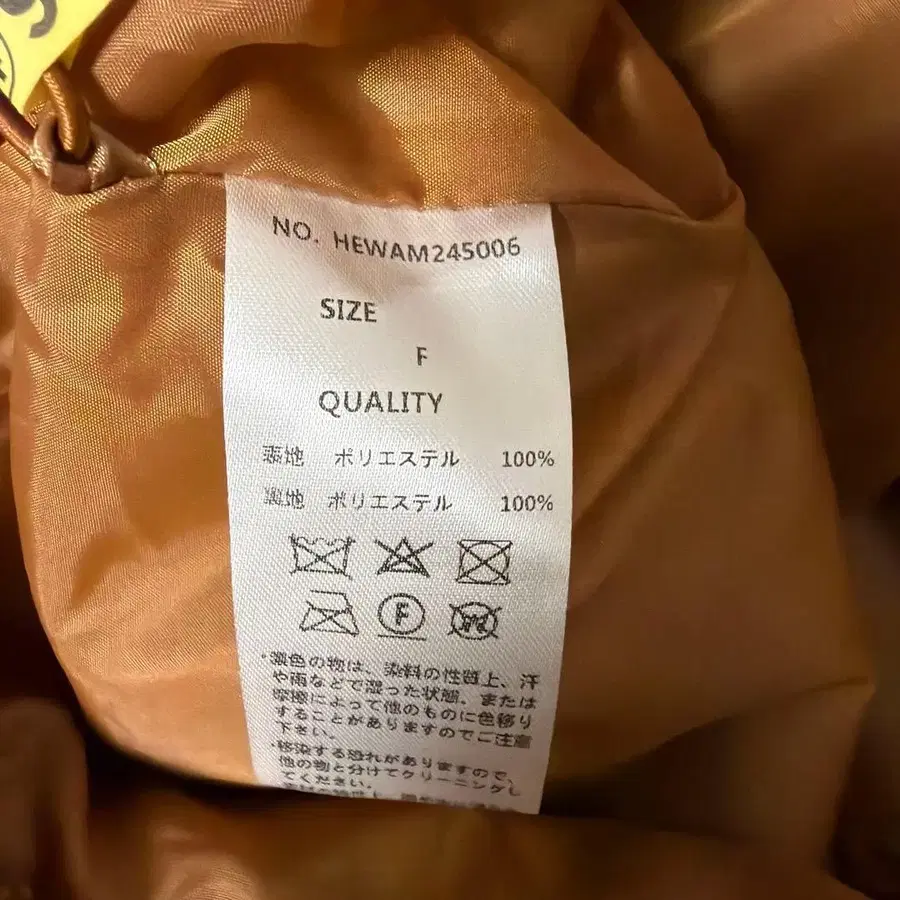 NO. HEWAM245006
SIZE
F
QUALITY
表地 ポリエステル 100%
裏地 ポリエステル 100%
F
W
・濃色の物は、染料の性質上、汗
や雨などで湿った状態、または
摩擦によって他のものに色移り
することがありますのでご注意
下さい。
・移染する恐れがありますので、
他の物と分けてクリーニングし
てください。